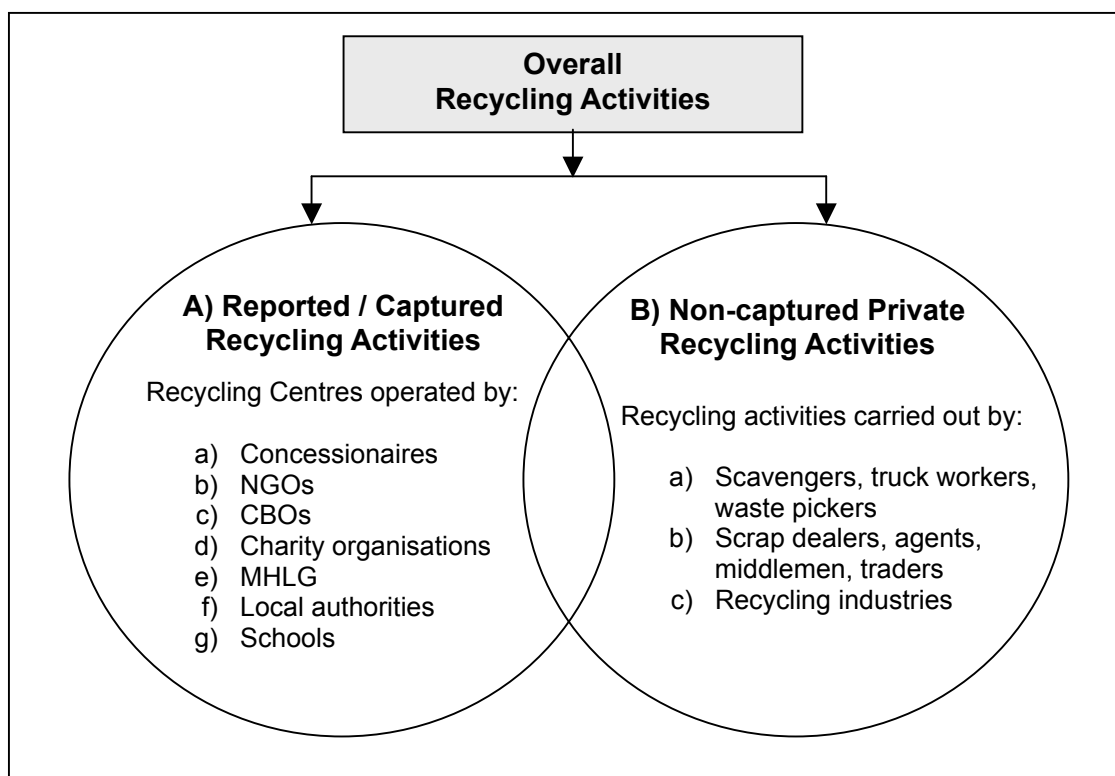 Overall
Recycling Activities
A) Reported / Captured
Recycling Activities
Recycling Centres operated by:
a) Concessionaires
b) NGOs
c) CBOs
d) Charity organisations
e) MHLG
f) Local authorities
g) Schools
B) Non-captured Private
Recycling Activities
Recycling activities carried out by:
a) Scavengers, truck workers,
waste pickers
b) Scrap dealers, agents,
middlemen, traders
c) Recycling industries